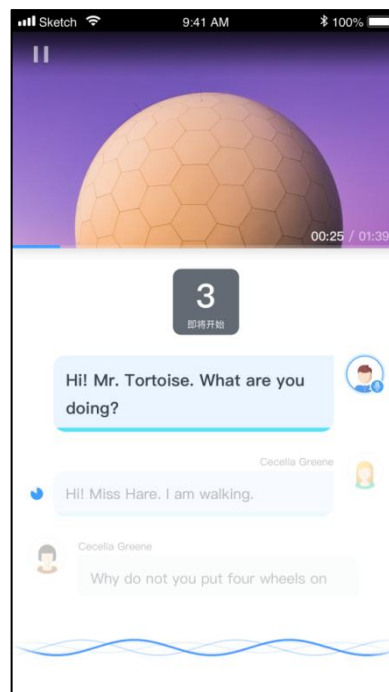 Sketch 9:41 AM 100%
00:25 / 01:39
3
即将开始
Hi! Mr. Tortoise. What are you
doing?
Cecelia Greene
Hi! Miss Hare. I am walking.
Cecelia Greene
Why do not you put four wheels on